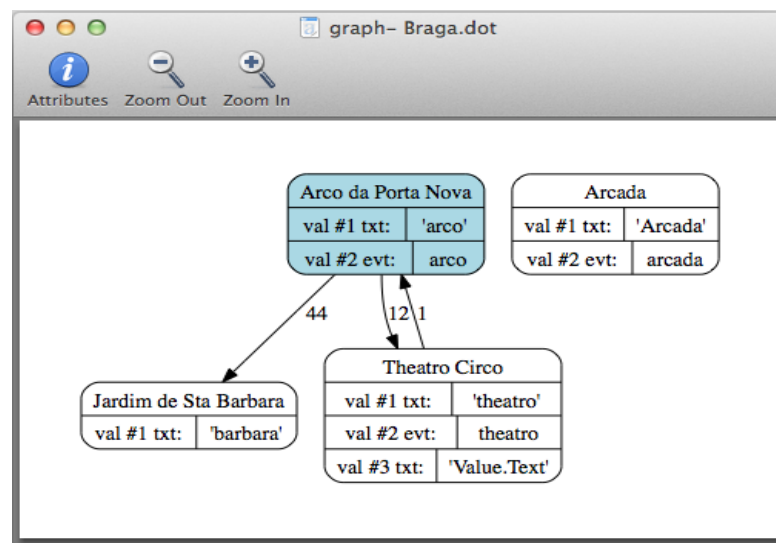 graph- Braga.dot
Attributes Zoom Out Zoom In
Arco da Porta Nova
val #1 txt: 'arco'
val #2 evt: arco
Arcada
val #1 txt: 'Arcada'
val #2 evt: arcada
44
12
1
Jardim de Sta Barbara
val #1 txt: 'barbara'
Theatro Circo
val #1 txt: 'theatro'
val #2 evt: theatro
val #3 txt: 'Value.Text'